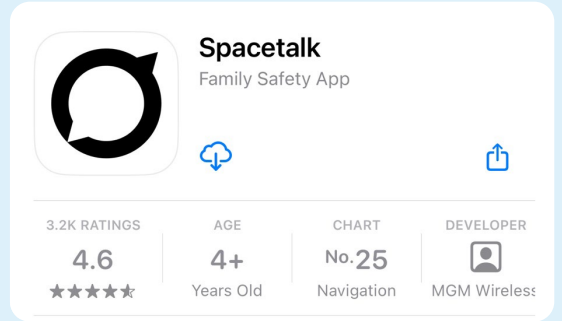 Spacetalk
Family Safety App
3.2K RATINGS
4.6
AGE
4+
Years Old
CHART
No.25
Navigation
DEVELOPER
MGM Wireless